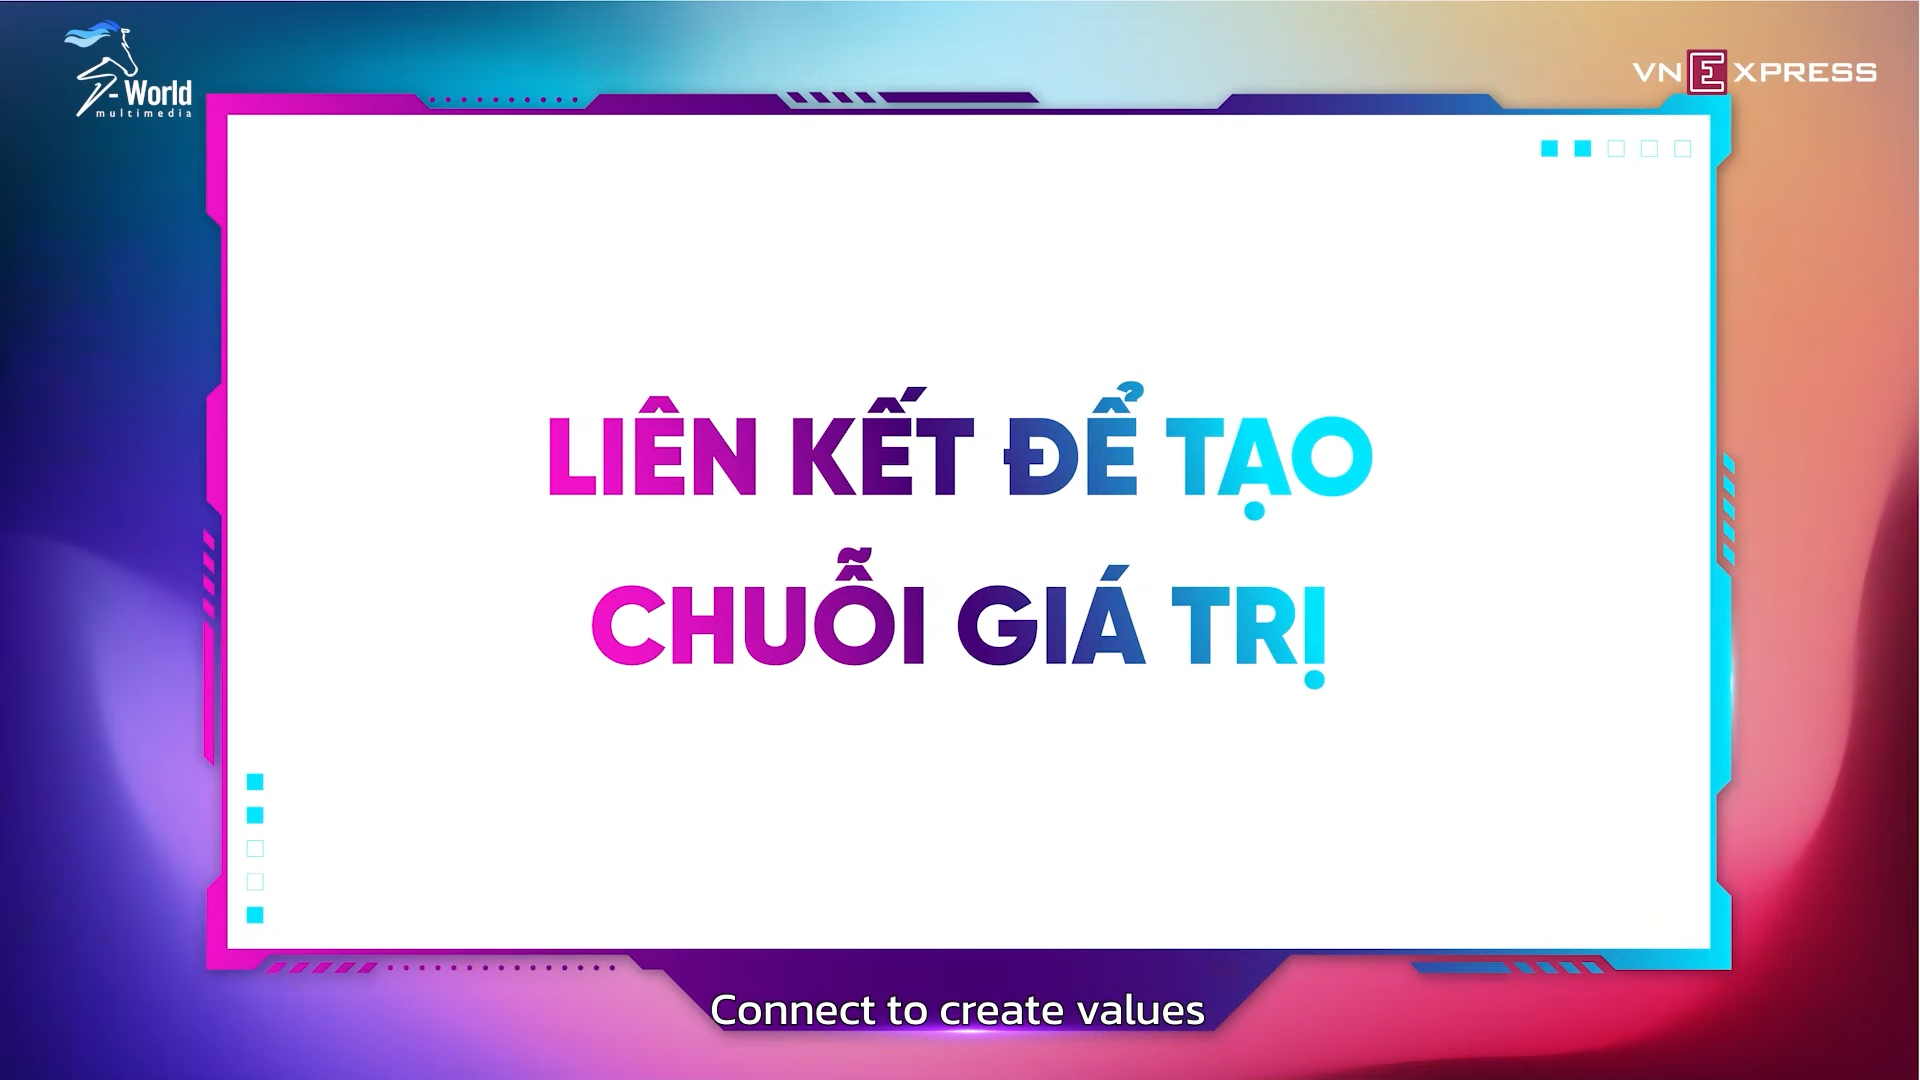 -World
multimedia
VNEXPRESS
LIÊN KẾT ĐỂ TẠO
CHUỖI GIÁ TRỊ
Connect to create values